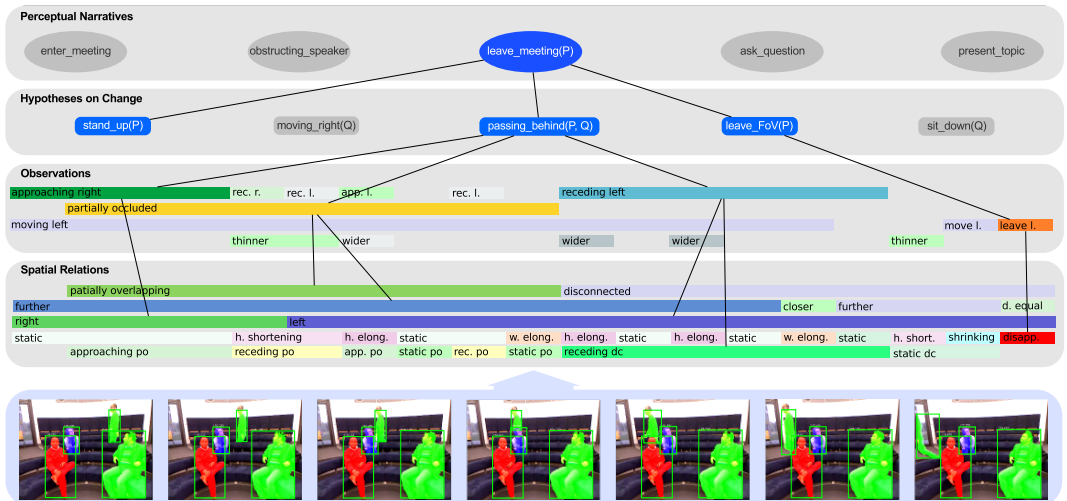 Perceptual Narratives
enter_meeting obstructing_speaker leave_meeting(P) ask_question present_topic
Hypotheses on Change
stand_up(P) moving_right(Q) passing_behind(P, Q) leave_FoV(P) sit_down(Q)
Observations
approaching right rec. r. rec. l. app. l. rec. l. receding left
partially occluded
moving left move l. leave l.
thinner wider wider wider thinner
Spatial Relations
patially overlapping disconnected
further closer further d. equal
right left
static h. shortening h. elong. static w. elong. h. elong. static h. elong. static w. elong. static h. short. shrinking disapp.
approaching po receding po app. po static po rec. po static po receding dc static dc